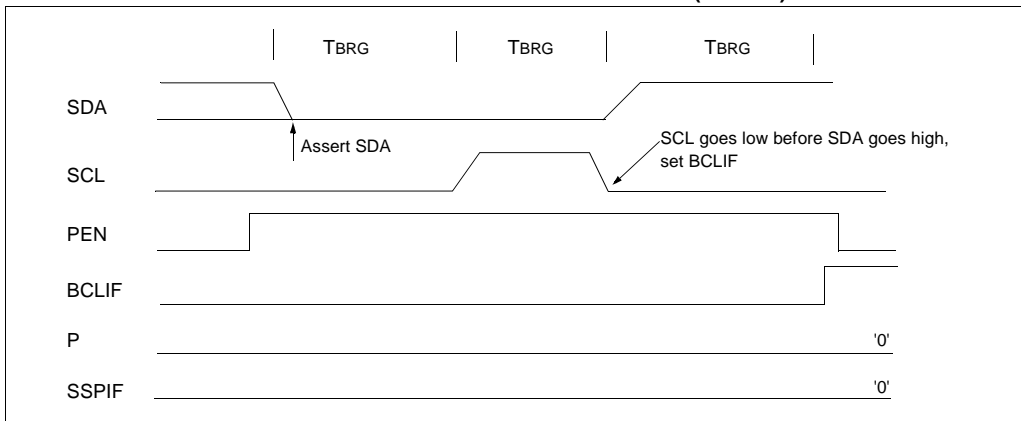 TBRG TBRG TBRG
SDA
Assert SDA
SCL goes low before SDA goes high,
set BCLIF
SCL
PEN
BCLIF
P '0'
SSPIF '0'